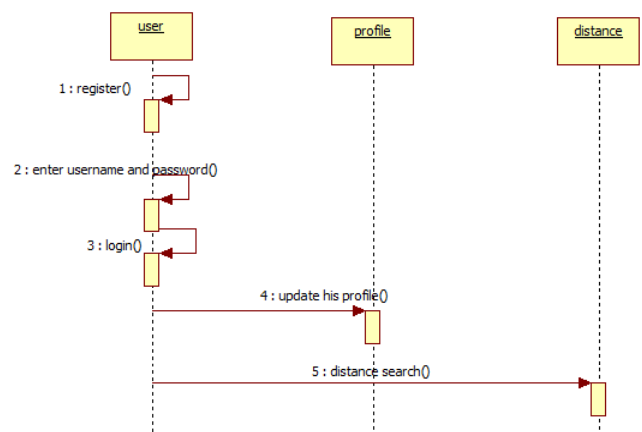 user
profile
distance
1 : register()
2 : enter username and password()
3 : login()
4 : update his profile()
5 : distance search()